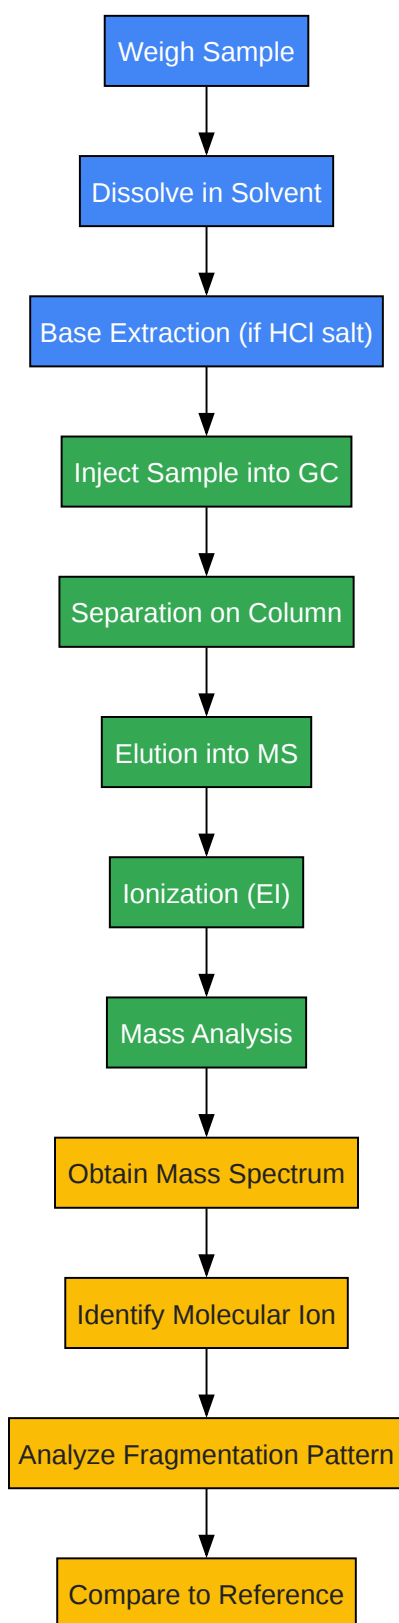 Weigh Sample
Dissolve in Solvent
Base Extraction (if HCl salt)
Inject Sample into GC
Separation on Column
Elution into MS
Ionization (EI)
Mass Analysis
Obtain Mass Spectrum
Identify Molecular Ion
Analyze Fragmentation Pattern
Compare to Reference